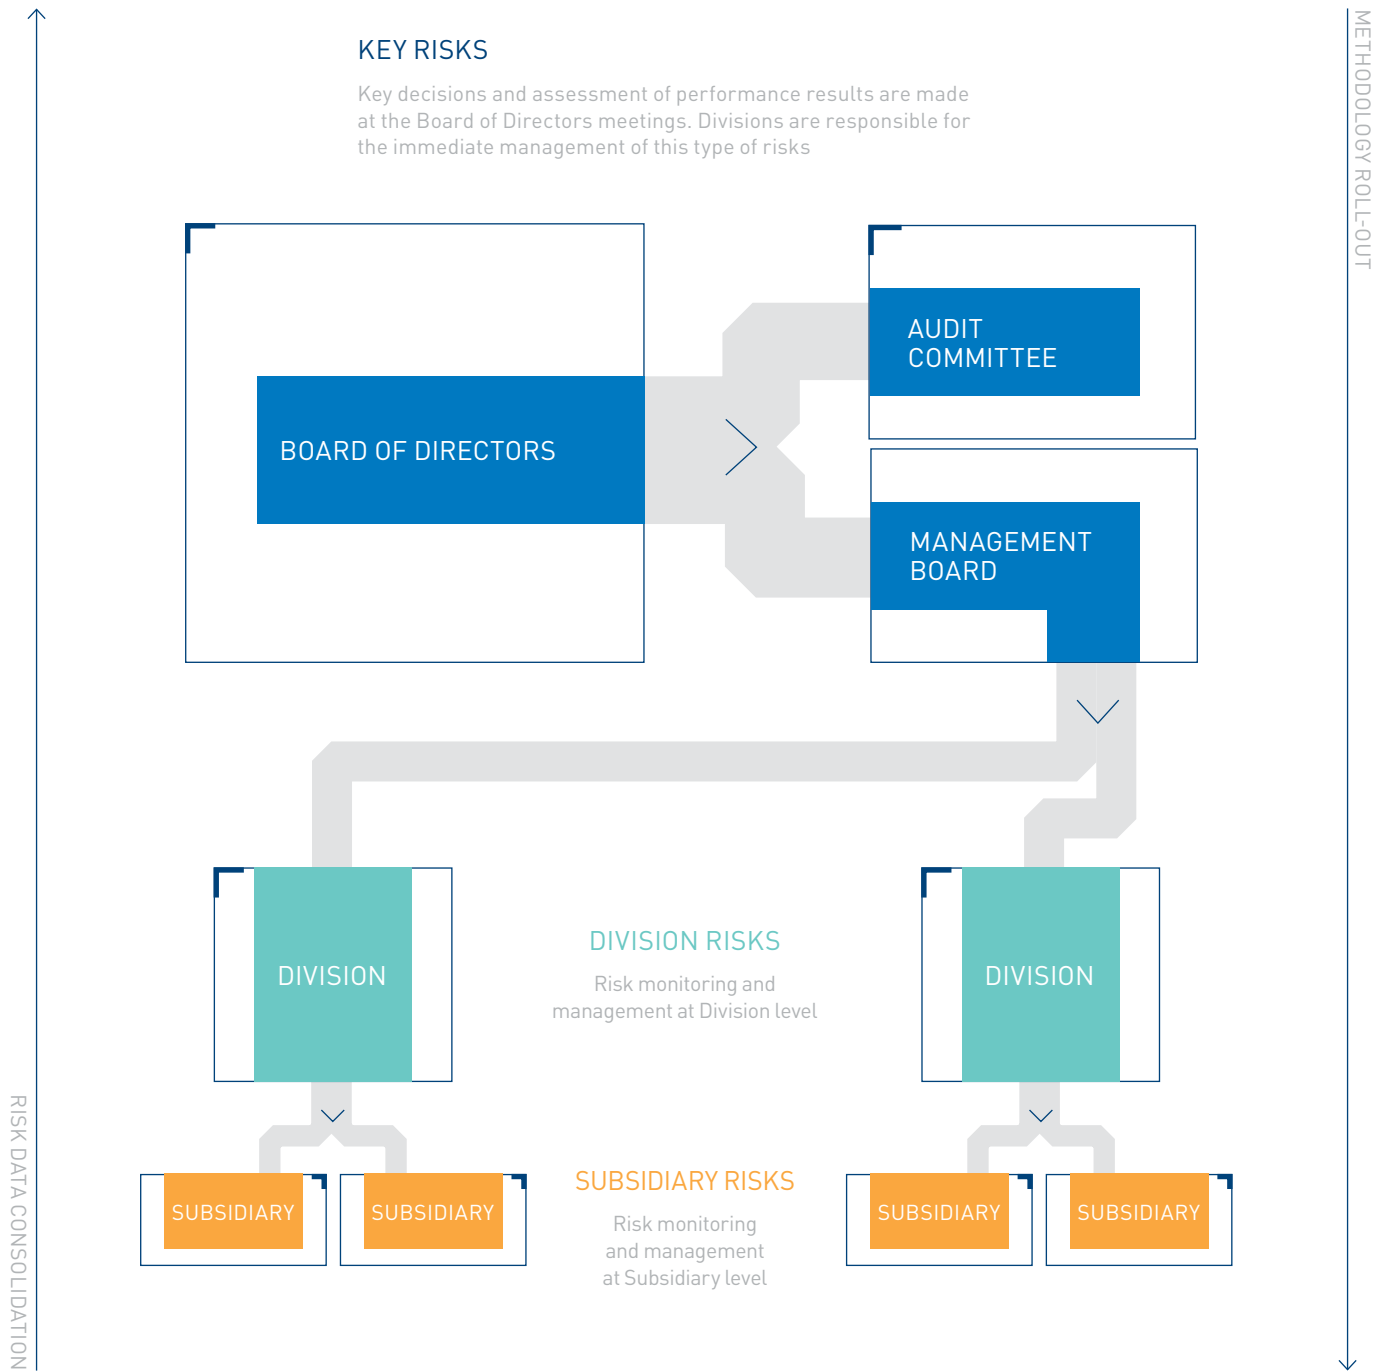 KEY RISKS
Key decisions and assessment of performance results are made
at the Board of Directors meetings. Divisions are responsible for
the immediate management of this type of risks
METHODOLOGY ROLL-OUT
AUDIT
COMMITTEE
BOARD OF DIRECTORS
MANAGEMENT
BOARD
DIVISION
DIVISION RISKS
Risk monitoring and
management at Division level
DIVISION
RISK DATA CONSOLIDATION
SUBSIDIARY
SUBSIDIARY
SUBSIDIARY RISKS
Risk monitoring
and management
at Subsidiary level
SUBSIDIARY
SUBSIDIARY